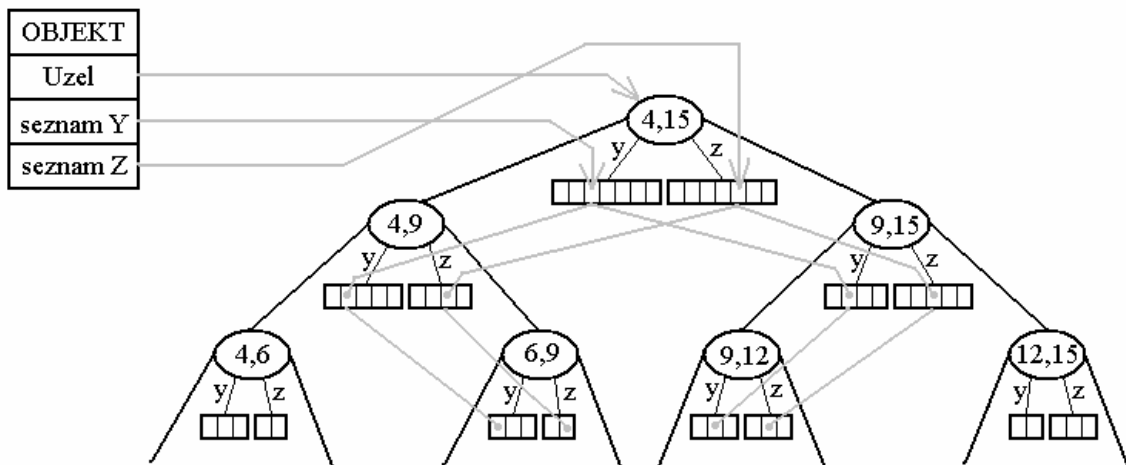 OBJEKT
Uzel
seznam Y
seznam Z
4,15
y z
4,9 9,15
y z y z
4,6 6,9 9,12 12,15
y z y z y z y z